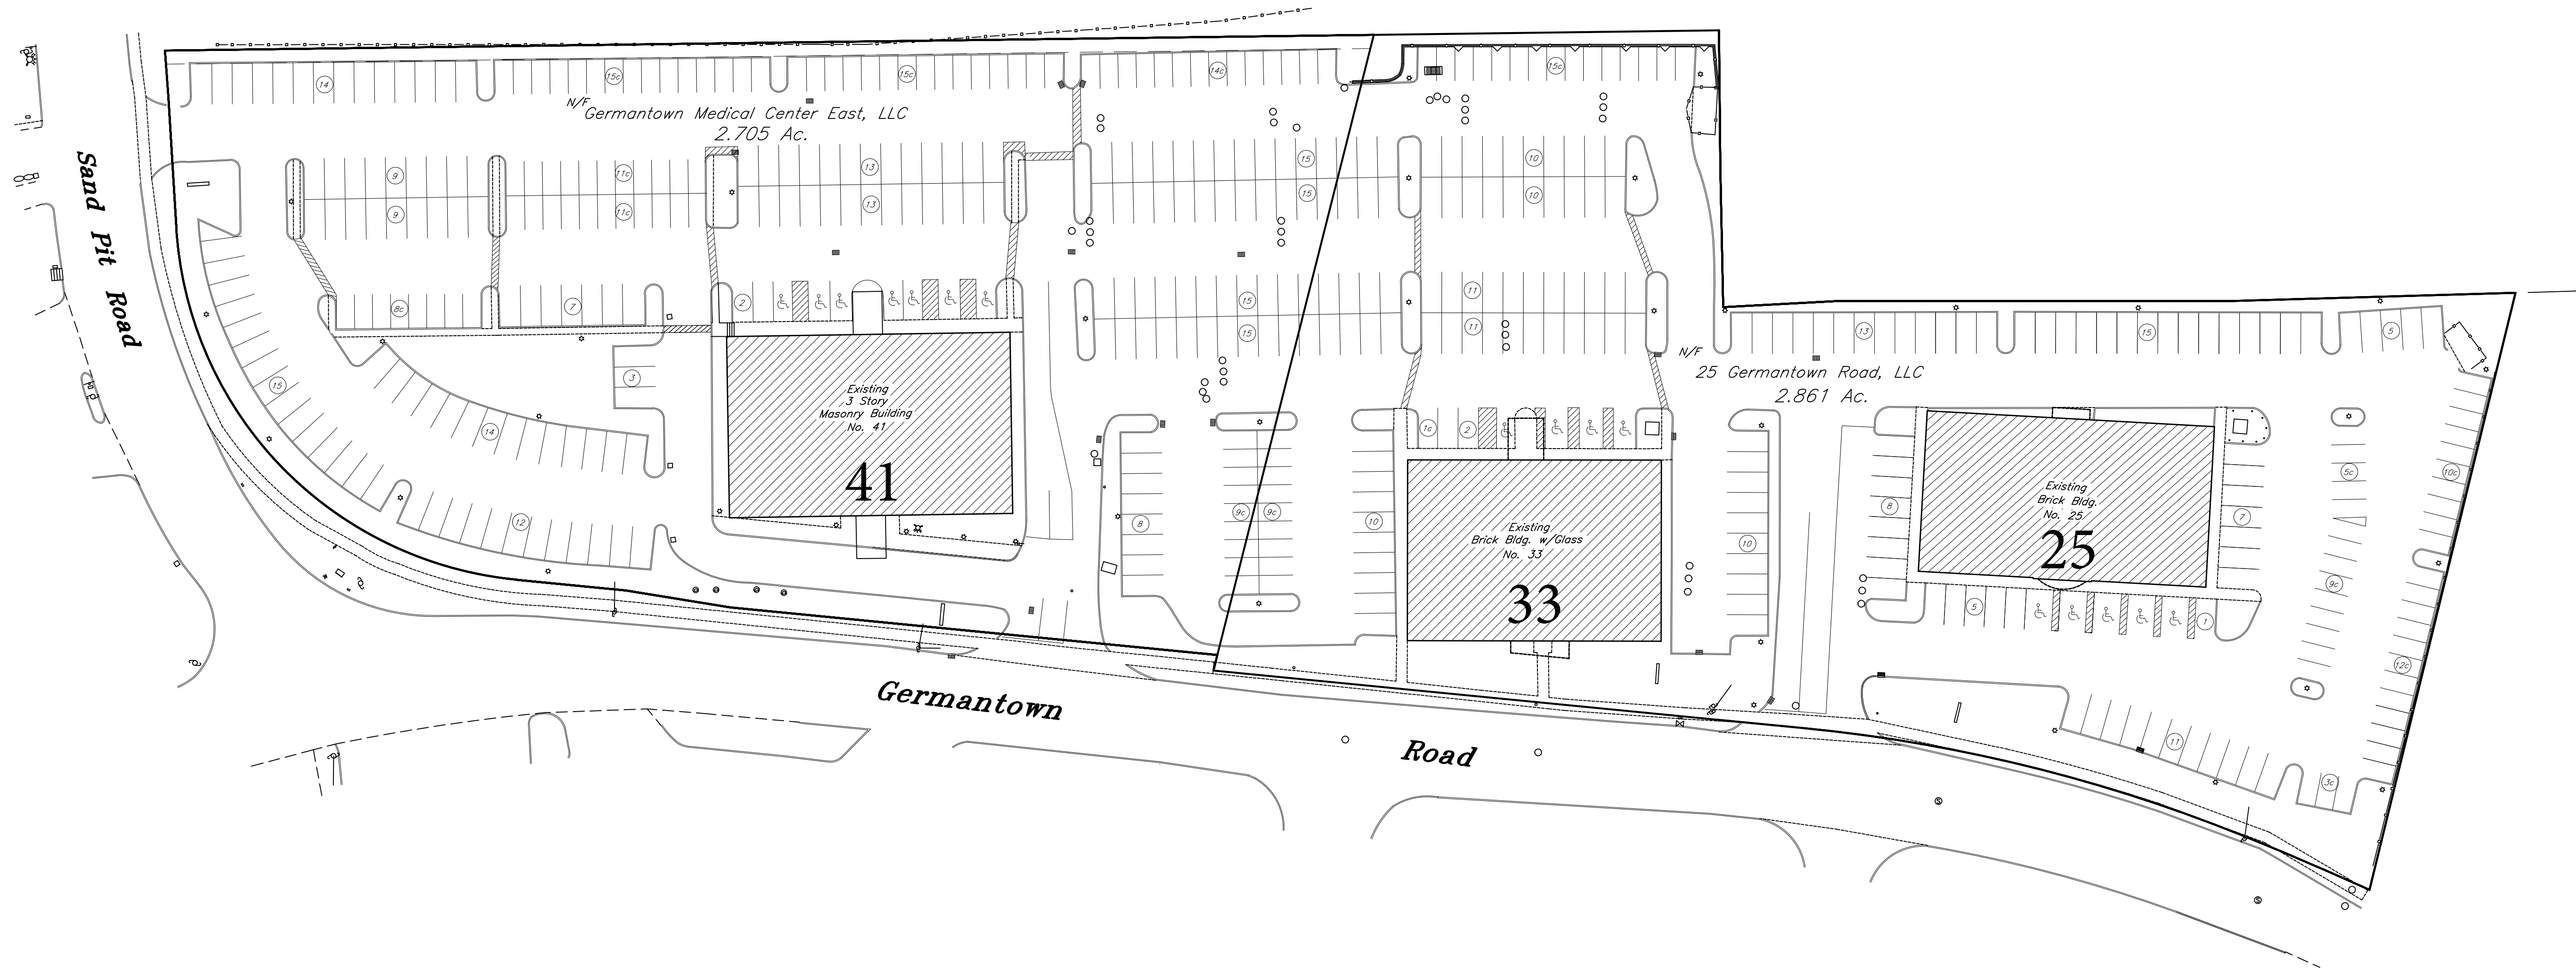 14
15c
15c
14c
15c
N/F
Germantown Medical Center East, LLC
2.705 Ac.
9
11c
13
15
10
9
11c
13
15
10
Sand Pit Road
8c
7
2
15
11
15
11
13
15
5
N/F
25 Germantown Road, LLC
2.861 Ac.
15
3
14
12
Existing
3 Story
Masonry Building
No. 41
41
8
9c
9c
10
1c
2
Existing
Brick Bldg. w/Glass
No. 33
33
10
8
Existing
Brick Bldg.
No. 25
25
7
5c
10c
9c
5
1
12c
11
3c
Germantown Road